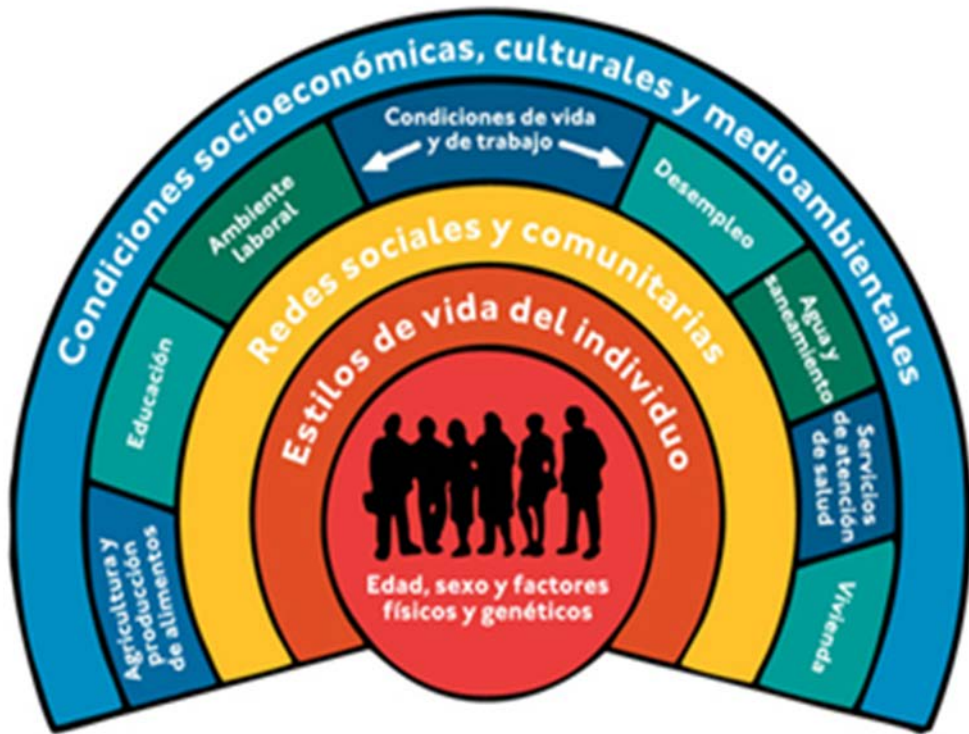 Condiciones socioeconómicas, culturales y medioambientales
Condiciones de vida
y de trabajo
Agricultura y
producción
de alimentos
Educación
Ambiente
laboral
Desempleo
Agua y
saneamiento
Servicios
de atención
de salud
Vivienda
Redes sociales y comunitarias
Estilos de vida del individuo
Edad, sexo y factores
físicos y genéticos